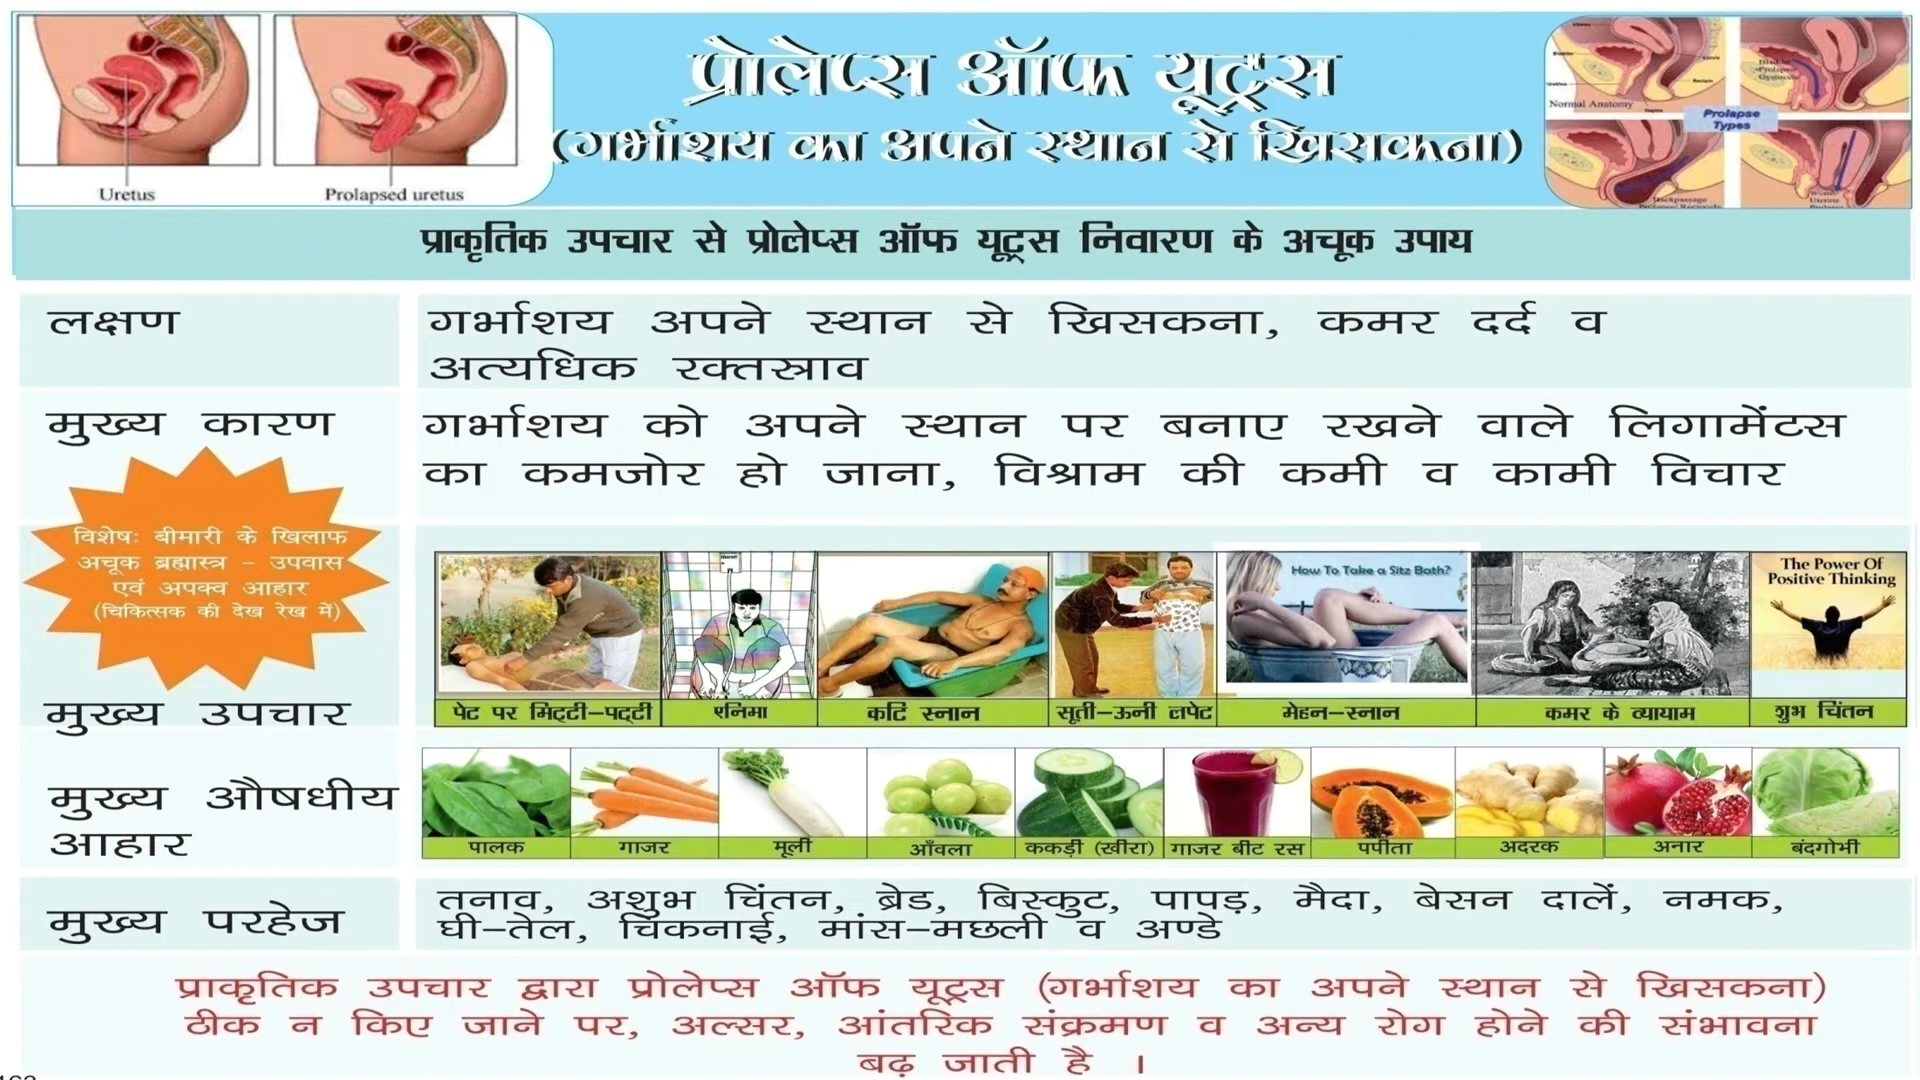 Uretus
Prolapsed uretus
प्रोलेप्स ऑफ यूट्रस
(गर्भाशय का अपने स्थान से खिसकना)
Normal Anatomy
Prolapse
Types
प्राकृतिक उपचार से प्रोलेप्स ऑफ यूट्रस निवारण के अचूक उपाय
लक्षण
गर्भाशय अपने स्थान से खिसकना, कमर दर्द व
अत्यधिक रक्तस्राव
मुख्य कारण
गर्भाशय को अपने स्थान पर बनाए रखने वाले लिगामेंटस
का कमजोर हो जाना, विश्राम की कमी व कामी विचार
विशेषः बीमारी के खिलाफ
अचूक ब्रह्मास्त्र – उपवास
एवं अपक्व आहार
(चिकित्सक की देख रेख में)
मुख्य उपचार
How To Take a Sitz Bath?
The Power Of
Positive Thinking
पेट पर मिट्टी–पट्टी
एनिमा
कटि स्नान
सूती–ऊनी लपेट
मेहन–स्नान
कमर के व्यायाम
शुभ चिंतन
मुख्य औषधीय
आहार
पालक
गाजर
मूली
आँवला
ककड़ी (खीरा)
गाजर बीट रस
पपीता
अदरक
अनार
बंदगोभी
मुख्य परहेज
तनाव, अशुभ चिंतन, ब्रेड, बिस्कुट, पापड़, मैदा, बेसन दालें, नमक,
घी–तेल, चिकनाई, मांस–मछली व अण्डे
प्राकृतिक उपचार द्वारा प्रोलेप्स ऑफ यूट्रस (गर्भाशय का अपने स्थान से खिसकना)
ठीक न किए जाने पर, अल्सर, आंतरिक संक्रमण व अन्य रोग होने की संभावना
बढ़ जाती है ।